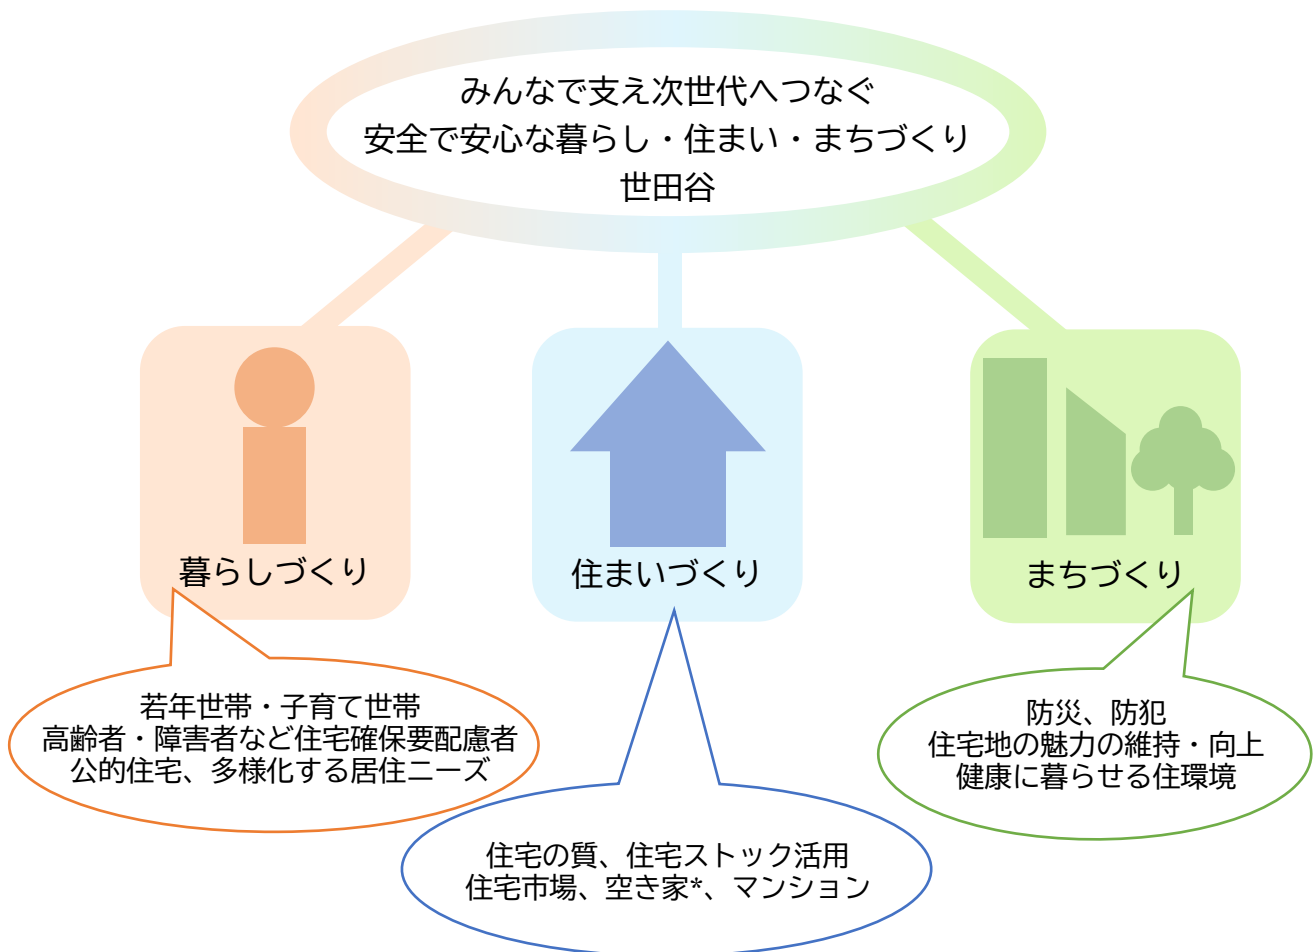 みんなで支え次世代へつなぐ
安全で安心な暮らし・住まい・まちづくり
世田谷
暮らしづくり
住まいづくり
まちづくり
若年世帯・子育て世帯
高齢者・障害者など住宅確保要配慮者
公的住宅、多様化する居住ニーズ
住宅の質、住宅ストック活用
住宅市場、空き家*、マンション
防災、防犯
住宅地の魅力の維持・向上
健康に暮らせる住環境